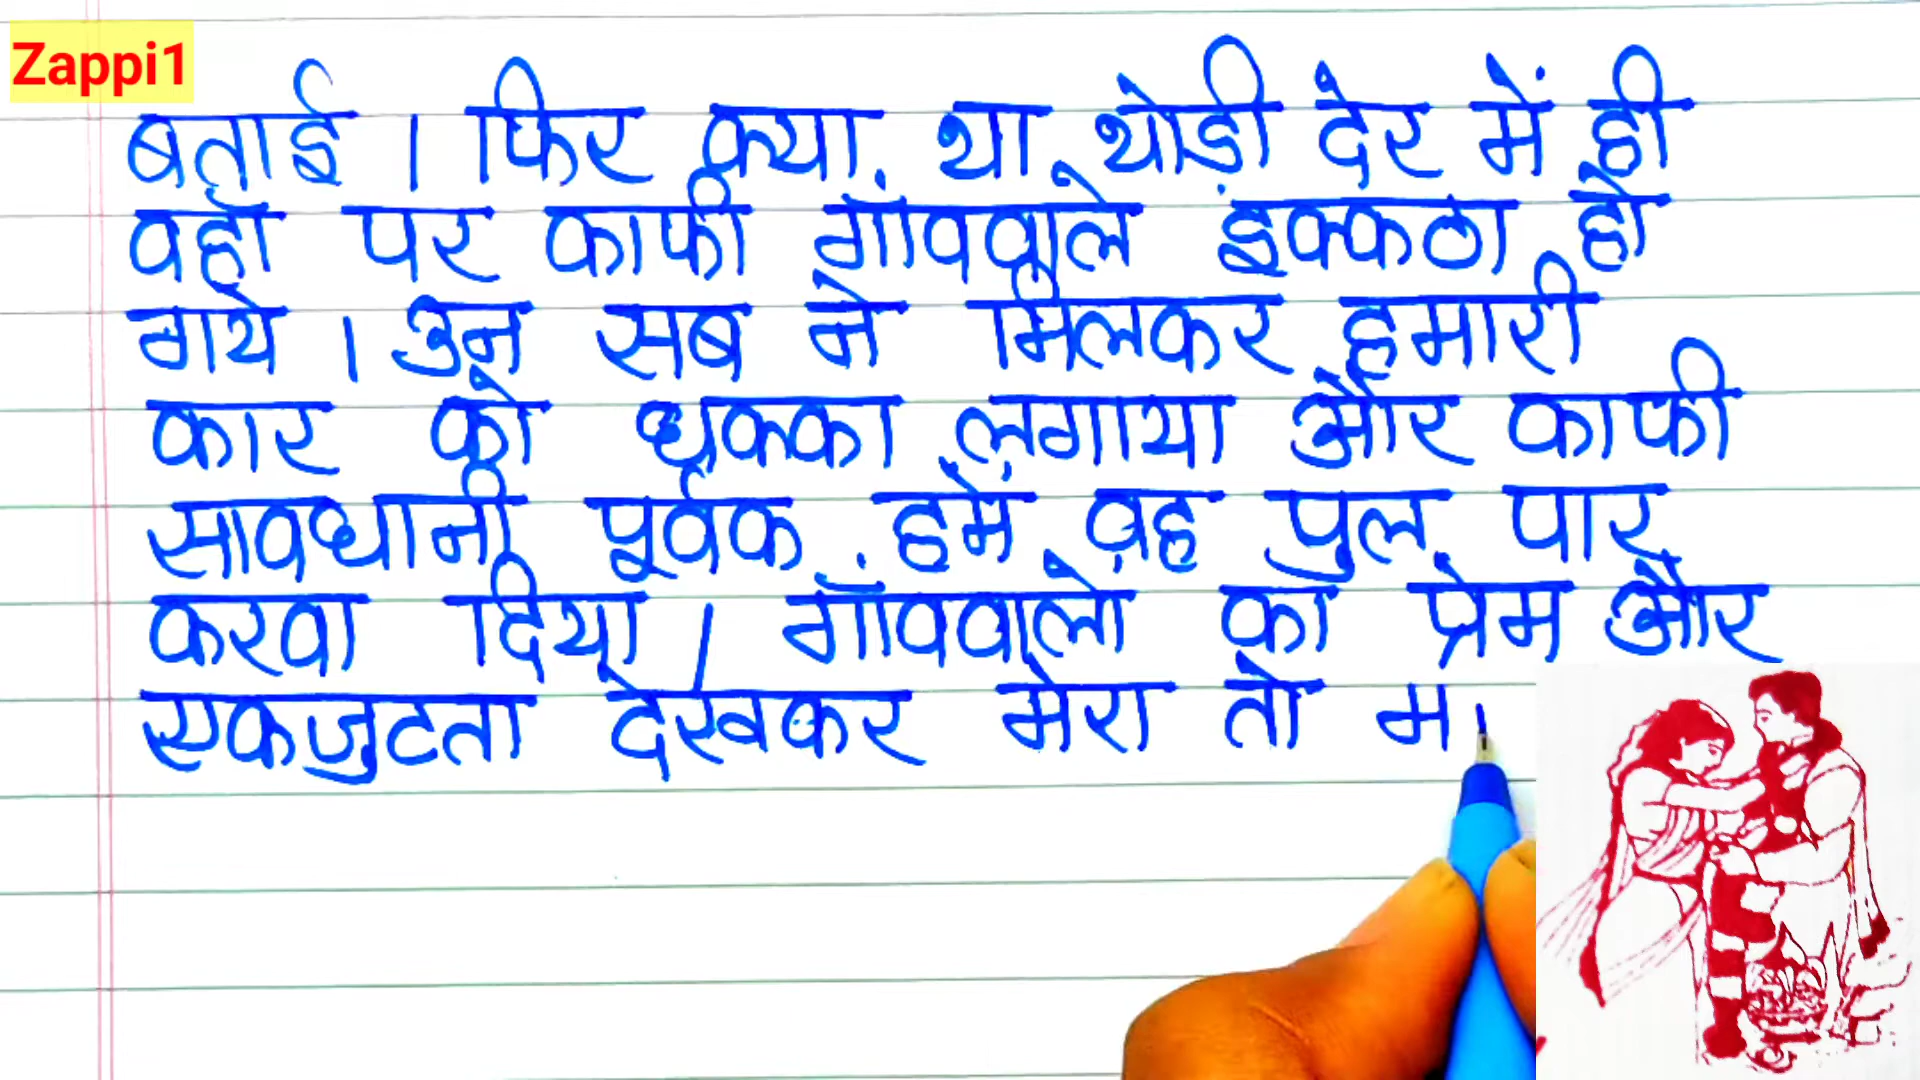 Zappi1
बताई । फिर क्या था थोडी देर में ही
वहाँ पर काफी गाँववाले इक्कठा हो
गये । उन सब ने मिलकर हमारी
कार को धक्का लगाया और काफी
सावधानी पूर्वक हमें वह पुल पार
करवा दिया । गाँववालो का प्रेम और
एकजुटता देखकर मेरा तो म